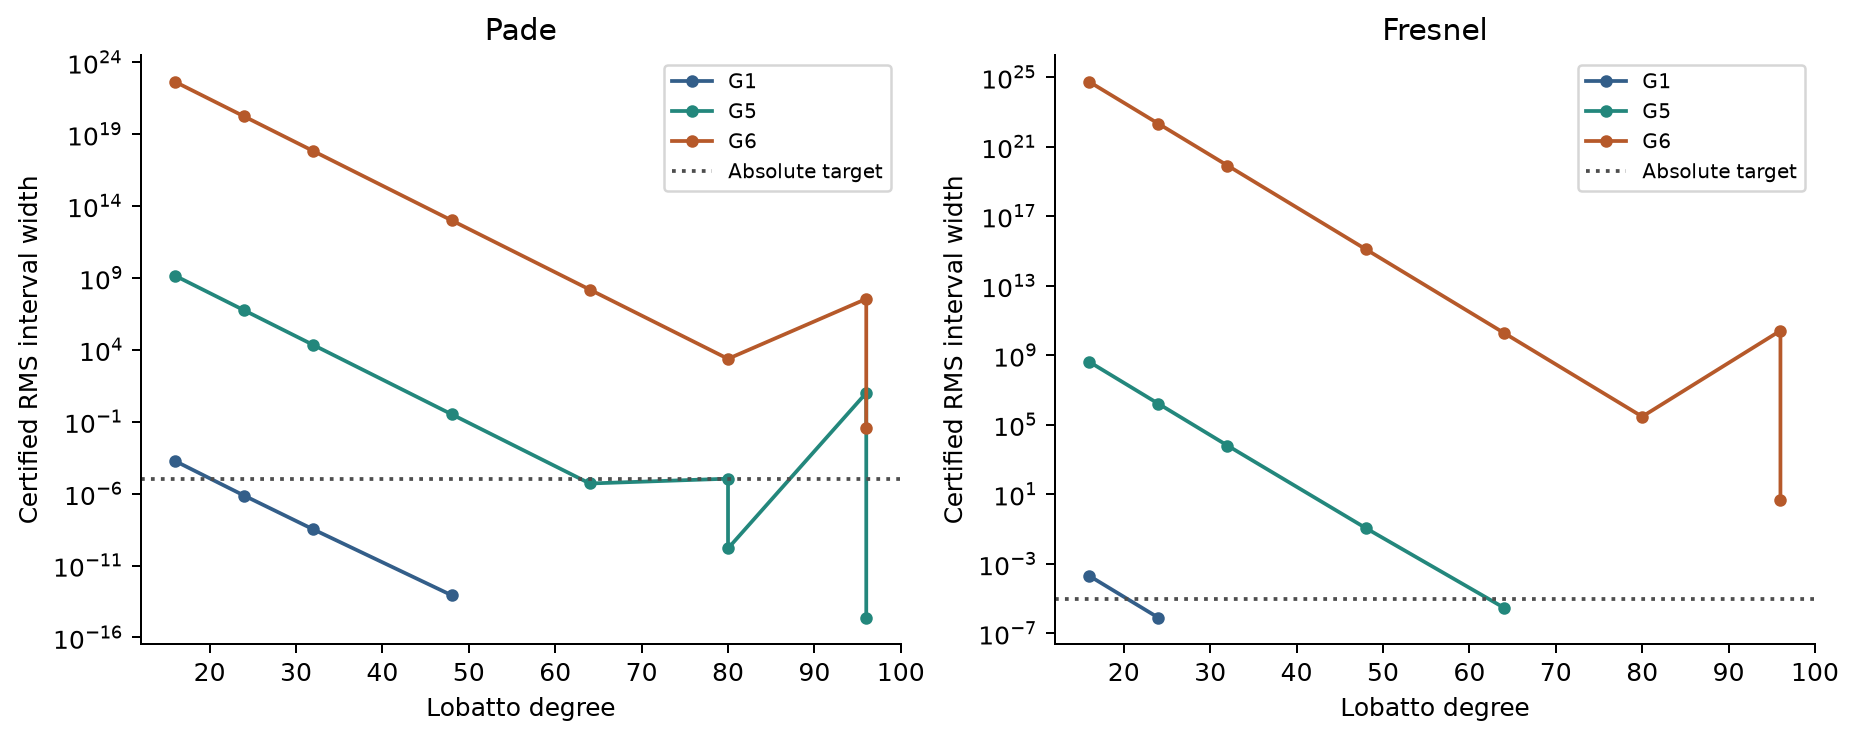 Pade
Certified RMS interval width
10^24
10^19
10^14
10^9
10^4
10^−1
10^−6
10^−11
10^−16
G1
G5
G6
Absolute target
20 30 40 50 60 70 80 90 100
Lobatto degree
Fresnel
Certified RMS interval width
10^25
10^21
10^17
10^13
10^9
10^5
10^1
10^−3
10^−7
G1
G5
G6
Absolute target
20 30 40 50 60 70 80 90 100
Lobatto degree